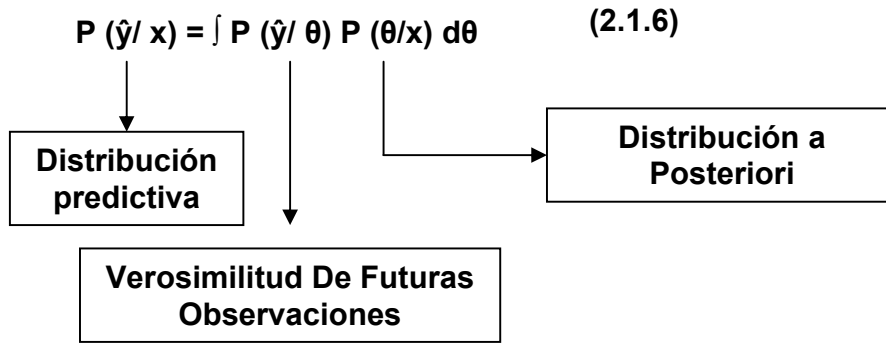 P (ŷ/ x) = ∫ P (ŷ/ θ) P (θ/x) dθ (2.1.6)
Distribución
predictiva
Distribución a
Posteriori
Verosimilitud De Futuras
Observaciones